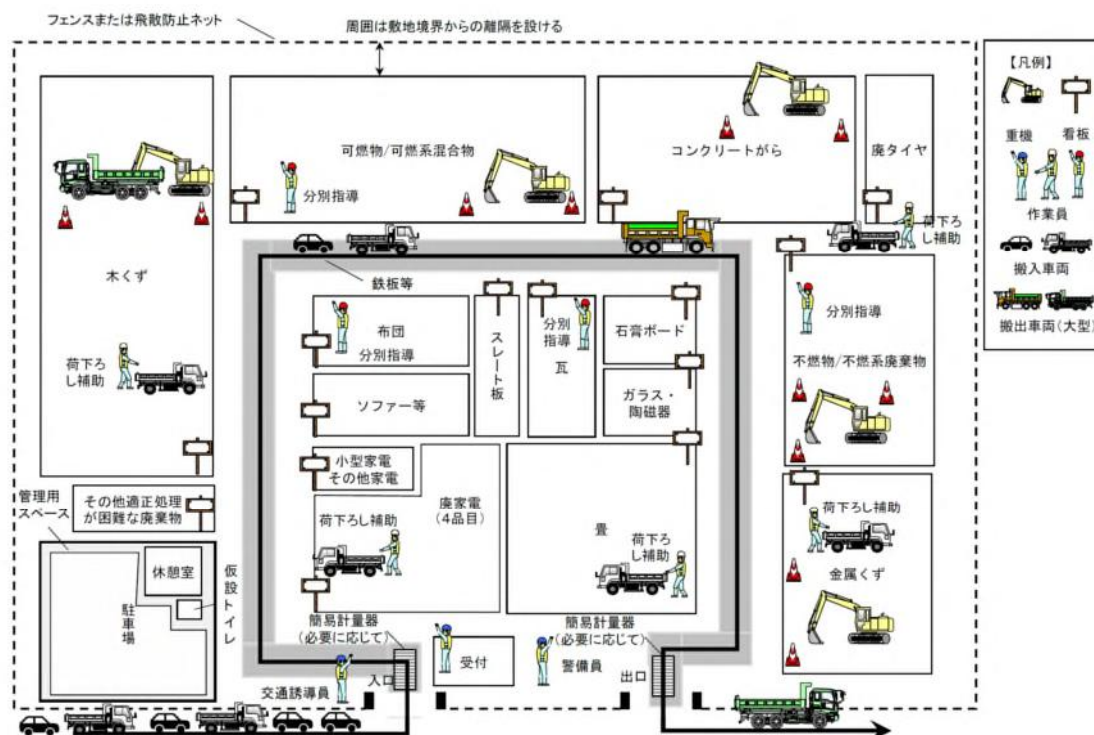 フェンスまたは飛散防止ネット
周囲は敷地境界からの離隔を設ける
【凡例】
重機
看板
作業員
搬入車両
搬出車両(大型)
可燃物/可燃系混合物
分別指導
コンクリートがら
廃タイヤ
荷下ろ
し補助
木くず
荷下ろ
し補助
鉄板等
布団
分別指導
スレート板
分別
指導
瓦
石膏ボード
ソファー等
ガラス・
陶磁器
分別指導
不燃物/不燃系廃棄物
小型家電
その他家電
廃家電
(4品目)
荷下ろし補助
畳
荷下ろ
し補助
荷下ろし補助
金属くず
管理用
スペース
その他適正処理
が困難な廃棄物
休憩室
仮設トイレ
駐車場
簡易計量器
(必要に応じて)
入口
受付
簡易計量器
(必要に応じて)
警備員
出口
交通誘導員